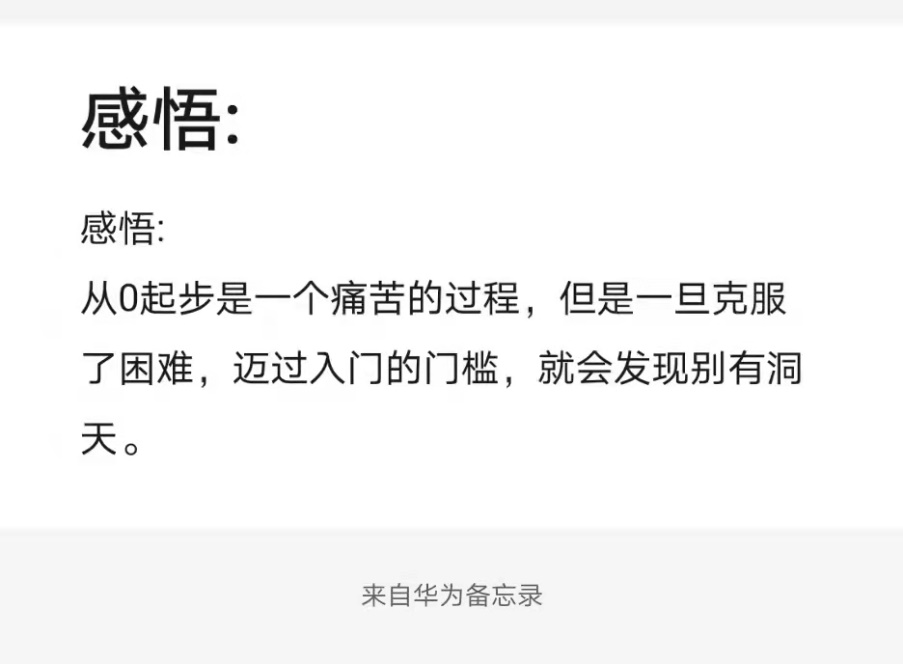 感悟:
感悟:
从0起步是一个痛苦的过程，但是一旦克服
了困难，迈过入门的门槛，就会发现别有洞
天。
来自华为备忘录